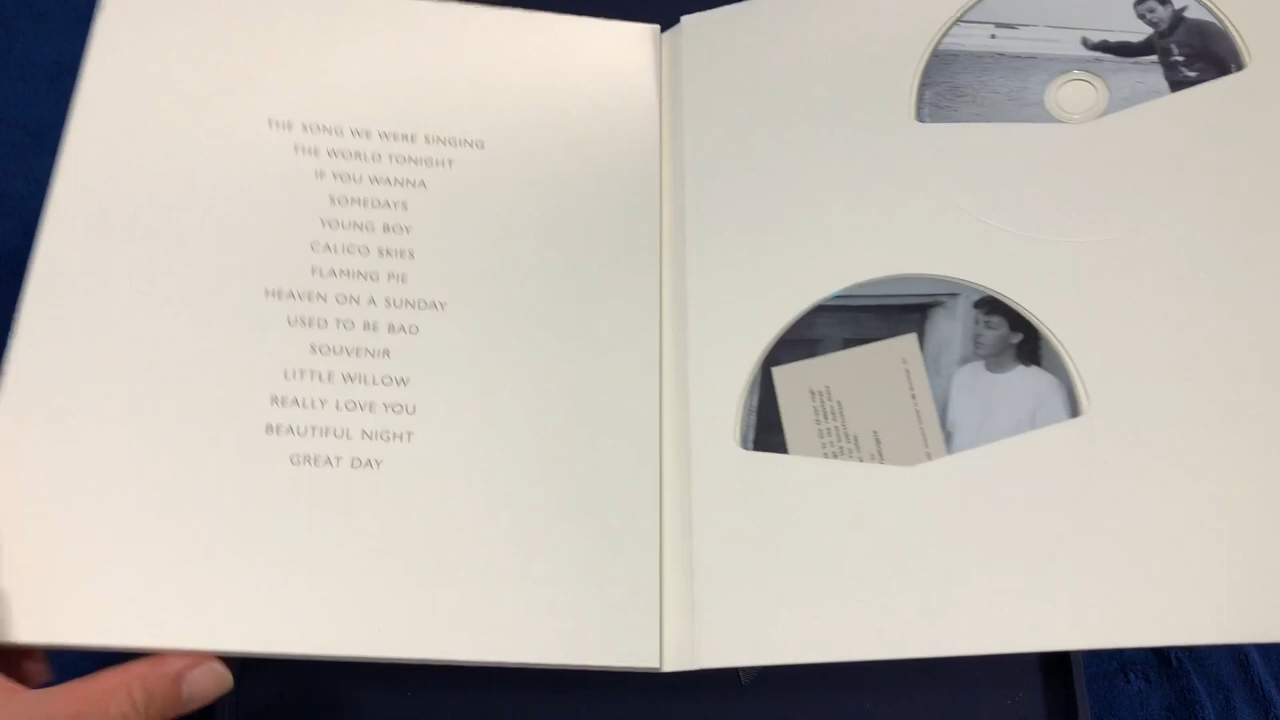 THE SONG WE WERE SINGING
THE WORLD TONIGHT
IF YOU WANNA
SOMEDAYS
YOUNG BOY
CALICO SKIES
FLAMING PIE
HEAVEN ON A SUNDAY
USED TO BE BAD
SOUVENIR
LITTLE WILLOW
REALLY LOVE YOU
BEAUTIFUL NIGHT
GREAT DAY